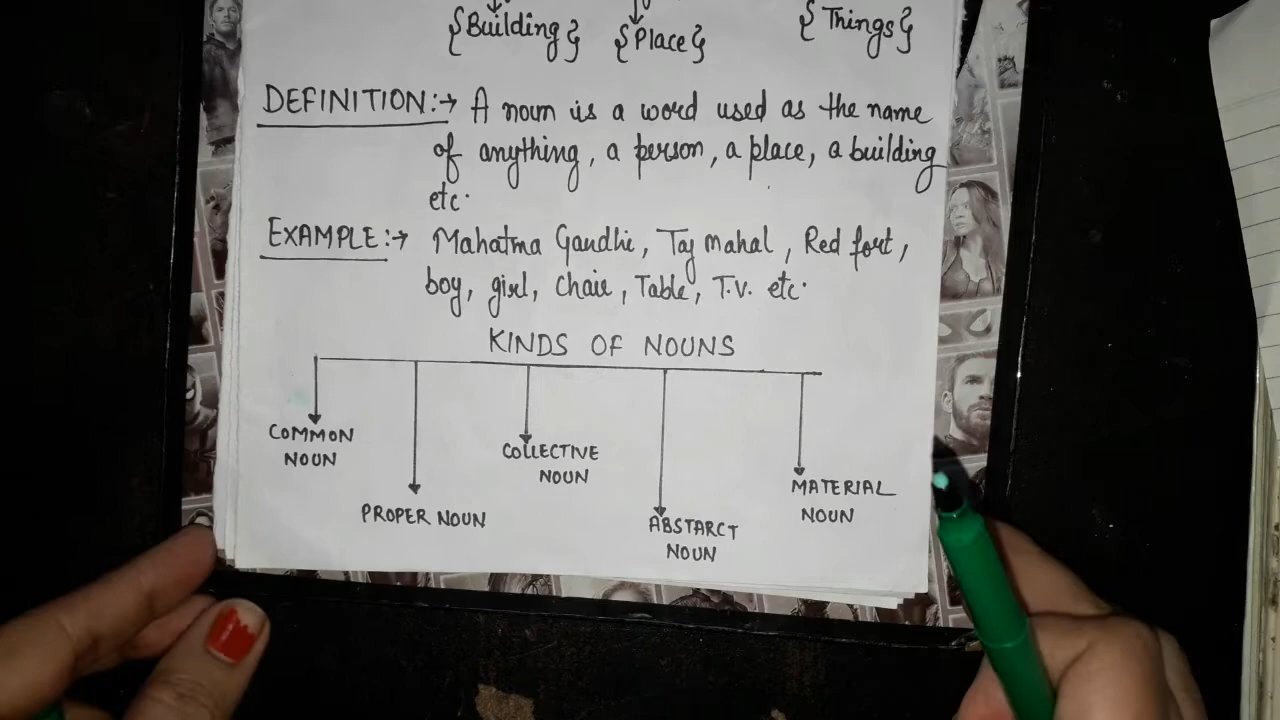 {Building} {Place} {Things}
DEFINITION:→ A noun is a word used as the name
of anything, a person, a place, a building
etc.
EXAMPLE:→ Mahatma Gandhi, Taj mahal, Red fort,
boy, girl, chair, Table, T.V. etc.
KINDS OF NOUNS
COMMON
NOUN
PROPER NOUN
COLLECTIVE
NOUN
ABSTARCT
NOUN
MATERIAL
NOUN